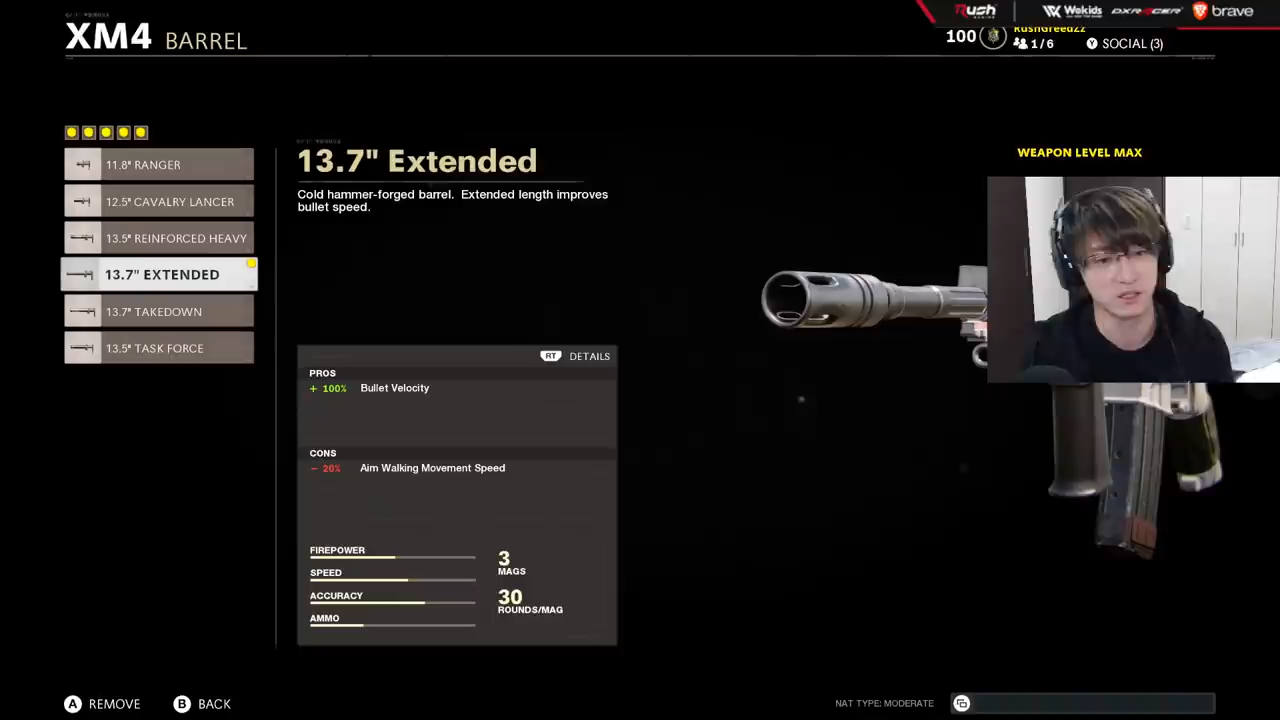 XM4 BARREL
RUSH GAMING
Wekids
DXRACER
brave
100
RushGreedZz
1/6
Y SOCIAL (3)
11.8" RANGER
12.5" CAVALRY LANCER
13.5" REINFORCED HEAVY
13.7" EXTENDED
13.7" TAKEDOWN
13.5" TASK FORCE
13.7" Extended
Cold hammer-forged barrel. Extended length improves
bullet speed.
WEAPON LEVEL MAX
RT DETAILS
PROS
+ 100% Bullet Velocity
CONS
– 20% Aim Walking Movement Speed
FIREPOWER
SPEED
ACCURACY
AMMO
3
MAGS
30
ROUNDS/MAG
A REMOVE
B BACK
NAT TYPE: MODERATE